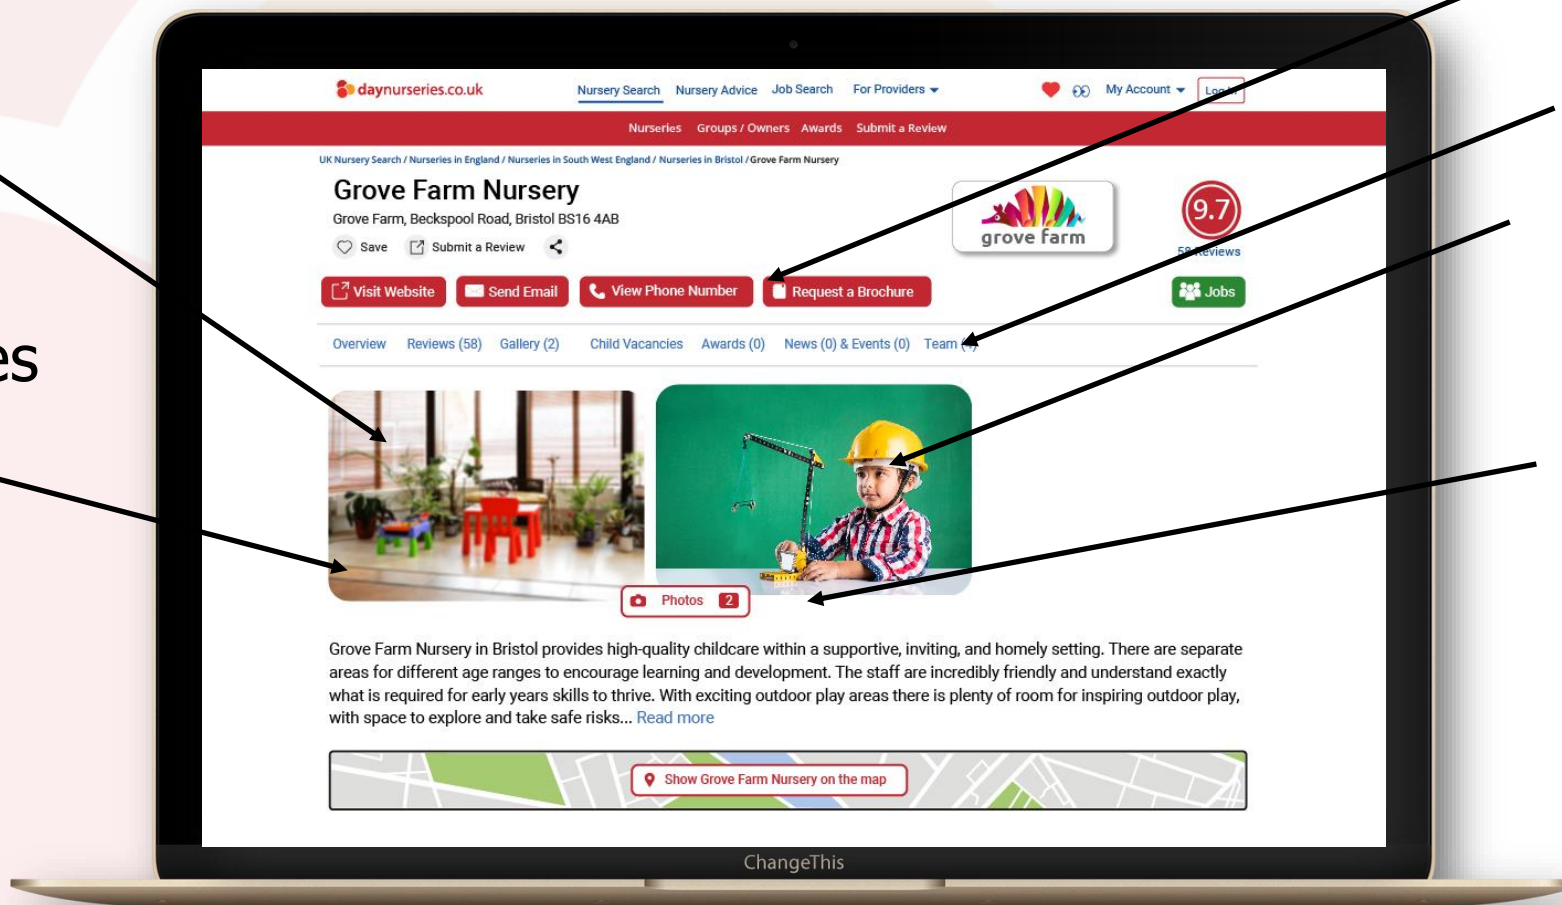 daynurseries.co.uk Nursery Search Nursery Advice Job Search For Providers My Account
Nurseries Groups / Owners Awards Submit a Review
UK Nursery Search / Nurseries in England / Nurseries in South West England / Nurseries in Bristol / Grove Farm Nursery
Grove Farm Nursery
Grove Farm, Beckspool Road, Bristol BS16 4AB
grove farm
9.7
Save Submit a Review
58 Reviews
Visit Website Send Email View Phone Number Request a Brochure Jobs
es
Overview Reviews (58) Gallery (2) Child Vacancies Awards (0) News (0) & Events (0) Team
Photos 2
Grove Farm Nursery in Bristol provides high-quality childcare within a supportive, inviting, and homely setting. There are separate
areas for different age ranges to encourage learning and development. The staff are incredibly friendly and understand exactly
what is required for early years skills to thrive. With exciting outdoor play areas there is plenty of room for inspiring outdoor play,
with space to explore and take safe risks... Read more
Show Grove Farm Nursery on the map
ChangeThis